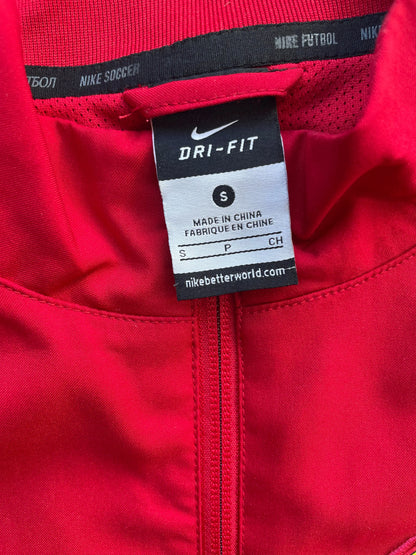 ТБОЛ NIKE SOCCER
NIKE FUTBOL
NIK
DRI-FIT
S
MADE IN CHINA
FABRIQUÉ EN CHINE
S P CH
nikebetterworld.com